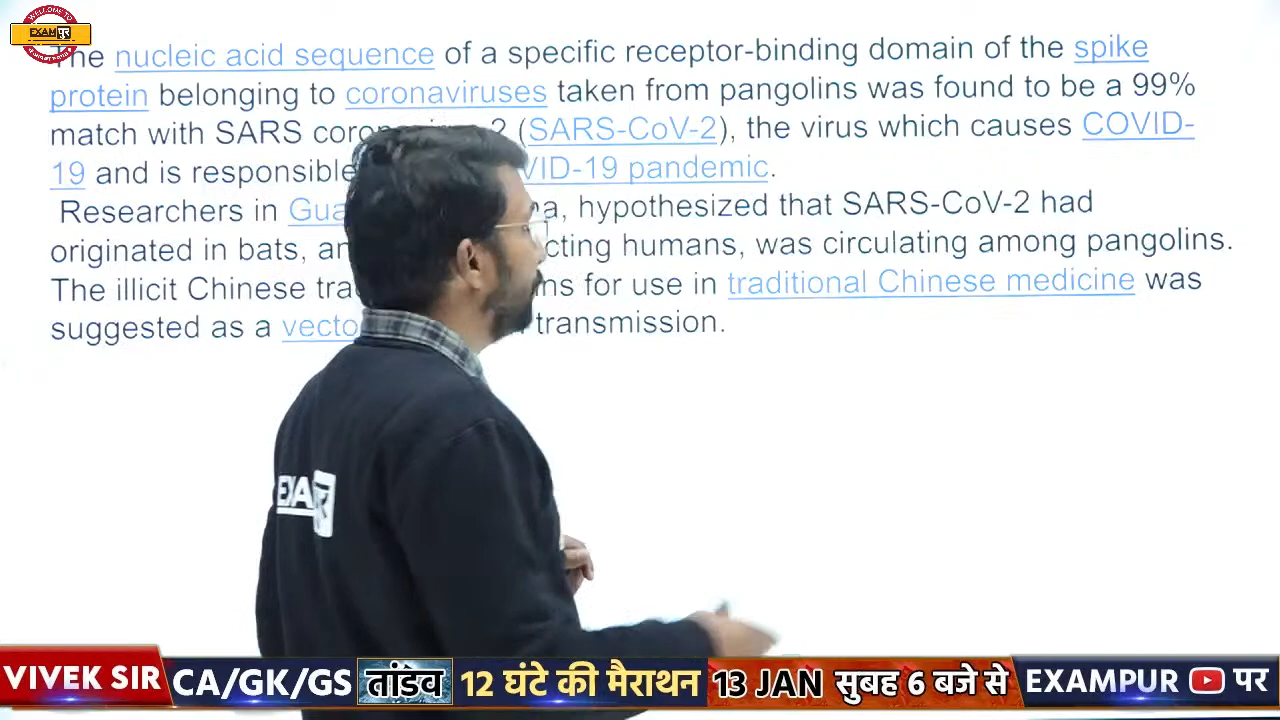 WELCOME TO
EXAMपुर
The nucleic acid sequence of a specific receptor-binding domain of the spike
protein belonging to coronaviruses taken from pangolins was found to be a 99%
match with SARS 2 (SARS-CoV-2), the virus which causes COVID-
19 and is responsible VID-19 pandemic.
Researchers in Gua a, hypothesized that SARS-CoV-2 had
originated in bats, an cting humans, was circulating among pangolins.
The illicit Chinese tra ns for use in traditional Chinese medicine was
suggested as a vecto transmission.
EXAMपुर
VIVEK SIR CA/GK/GS तांडव 12 घंटे की मैराथन 13 JAN सुबह 6 बजे से EXAMPUR पर